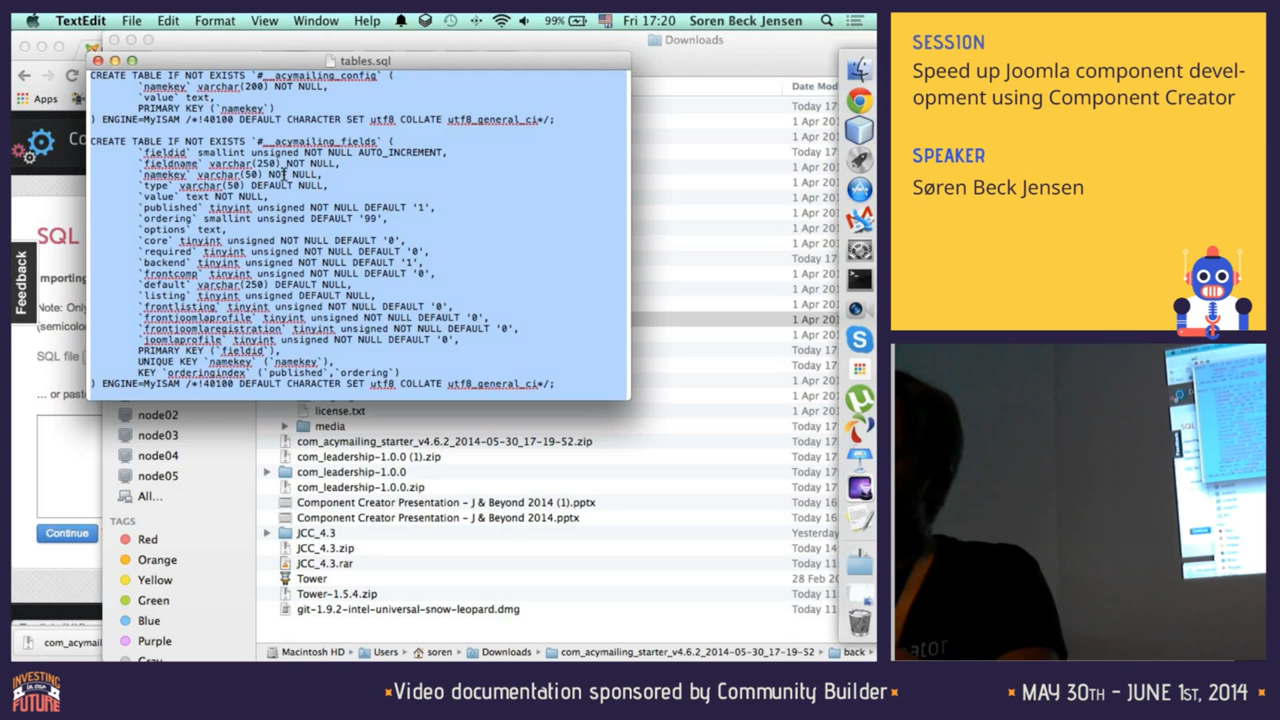 TextEdit File Edit Format View Window Help 99% Fri 17:20 Soren Beck Jensen
Downloads
tables.sql
CREATE TABLE IF NOT EXISTS `#__acymailing_config` (
`namekey` varchar(200) NOT NULL,
`value` text,
PRIMARY KEY (`namekey`)
) ENGINE=MyISAM /*!40100 DEFAULT CHARACTER SET utf8 COLLATE utf8_general_ci*/;
CREATE TABLE IF NOT EXISTS `#__acymailing_fields` (
`fieldid` smallint unsigned NOT NULL AUTO_INCREMENT,
`fieldname` varchar(250) NOT NULL,
`namekey` varchar(50) NOT NULL,
`type` varchar(50) DEFAULT NULL,
`value` text NOT NULL,
`published` tinyint unsigned NOT NULL DEFAULT '1',
`ordering` smallint unsigned DEFAULT '99',
`options` text,
`core` tinyint unsigned NOT NULL DEFAULT '0',
`required` tinyint unsigned NOT NULL DEFAULT '0',
`backend` tinyint unsigned NOT NULL DEFAULT '1',
`frontcomp` tinyint unsigned NOT NULL DEFAULT '0',
`default` varchar(250) DEFAULT NULL,
`listing` tinyint unsigned DEFAULT NULL,
`frontlisting` tinyint unsigned NOT NULL DEFAULT '0',
`frontjoomlaprofile` tinyint unsigned NOT NULL DEFAULT '0',
`frontjoomlaregistration` tinyint unsigned NOT NULL DEFAULT '0',
`joomlaprofile` tinyint unsigned NOT NULL DEFAULT '0',
PRIMARY KEY (`fieldid`),
UNIQUE KEY `namekey` (`namekey`),
KEY `orderingindex` (`published`,`ordering`)
) ENGINE=MyISAM /*!40100 DEFAULT CHARACTER SET utf8 COLLATE utf8_general_ci*/;
Apps
Co
SQL
mporting
Note: Only
(semicolo
SQL file
... or paste
Feedback
Continue
com_acymail
node02
node03
node04
node05
All...
TAGS
Red
Orange
Yellow
Green
Blue
Purple
Gray
Date Mod
license.txt
media
com_acymailing_starter_v4.6.2_2014-05-30_17-19-52.zip
com_leadership-1.0.0 (1).zip
com_leadership-1.0.0
com_leadership-1.0.0.zip
Component Creator Presentation – J & Beyond 2014 (1).pptx
Component Creator Presentation – J & Beyond 2014.pptx
JCC_4.3
JCC_4.3.zip
JCC_4.3.rar
Tower
Tower-1.5.4.zip
git-1.9.2-intel-universal-snow-leopard.dmg
Yesterday
28 Feb 20
Macintosh HD Users soren Downloads com_acymailing_starter_v4.6.2_2014-05-30_17-19-52 back
SESSION
Speed up Joomla component devel-
opment using Component Creator
SPEAKER
Søren Beck Jensen
ator
INVESTING
in our
FUTURE
Video documentation sponsored by Community Builder
MAY 30TH - JUNE 1ST, 2014